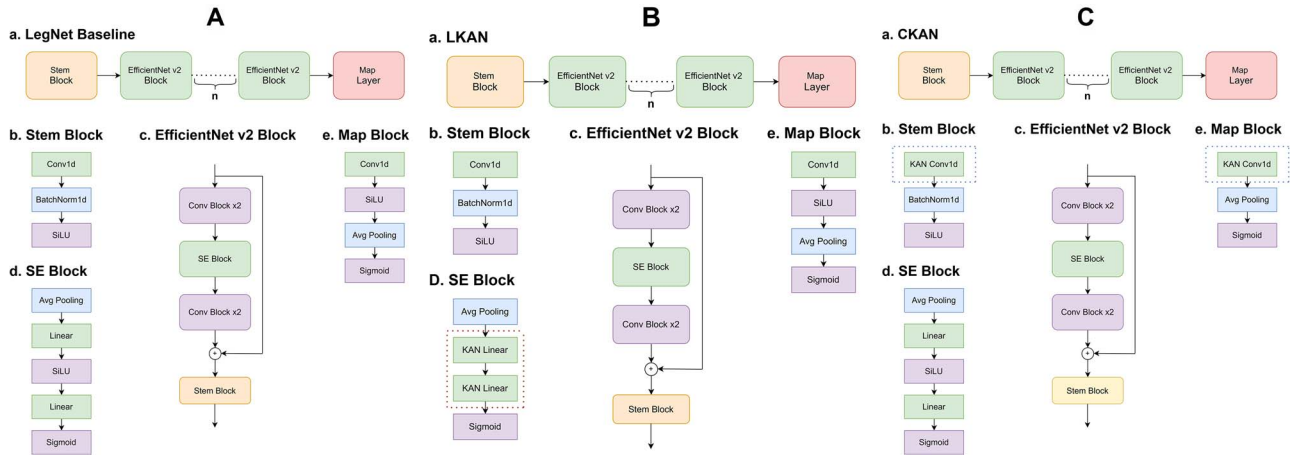 A
a. LegNet Baseline
Stem
Block
EfficientNet v2
Block
n
EfficientNet v2
Block
Map
Layer
b. Stem Block
Conv1d
BatchNorm1d
SiLU
c. EfficientNet v2 Block
Conv Block x2
SE Block
Conv Block x2
+
Stem Block
e. Map Block
Conv1d
SiLU
Avg Pooling
Sigmoid
d. SE Block
Avg Pooling
Linear
SiLU
Linear
Sigmoid
B
a. LKAN
Stem
Block
EfficientNet v2
Block
n
EfficientNet v2
Block
Map
Layer
b. Stem Block
Conv1d
BatchNorm1d
SiLU
c. EfficientNet v2 Block
Conv Block x2
SE Block
Conv Block x2
+
Stem Block
e. Map Block
Conv1d
SiLU
Avg Pooling
Sigmoid
D. SE Block
Avg Pooling
KAN Linear
KAN Linear
Sigmoid
C
a. CKAN
Stem
Block
EfficientNet v2
Block
n
EfficientNet v2
Block
Map
Layer
b. Stem Block
KAN Conv1d
BatchNorm1d
SiLU
c. EfficientNet v2 Block
Conv Block x2
SE Block
Conv Block x2
+
Stem Block
e. Map Block
KAN Conv1d
Avg Pooling
Sigmoid
d. SE Block
Avg Pooling
Linear
SiLU
Linear
Sigmoid